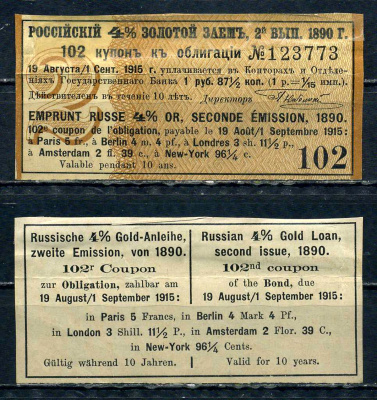 РОССІЙСКІЙ 4% ЗОЛОТОЙ ЗАЕМЪ, 2й ВЫП. 1890 Г.
102 купонъ къ облигаціи №123773
19 Августа/1 Сент. 1915 г. уплачивается въ Конторахъ и Отдѣле-
ніяхъ Государственнаго Банка 1 руб. 87½ коп. (1 р. = 1/15 имп.).
Дѣйствителенъ въ теченіе 10 лѣтъ. Директоръ
EMPRUNT RUSSE 4% OR, SECONDE ÉMISSION, 1890.
102e coupon de l'obligation, payable le 19 Août/1 Septembre 1915:
à Paris 5 fr., à Berlin 4 m. 4 pf., à Londres 3 sh. 11½ p.,
à Amsterdam 2 fl. 39 c., à New-York 96¼ c.
Valable pendant 10 ans.
102
Russische 4% Gold-Anleihe,
zweite Emission, von 1890.
102r Coupon
zur Obligation, zahlbar am
19 August/1 September 1915:
Russian 4% Gold Loan,
second issue, 1890.
102nd coupon
of the Bond, due
19 August/1 September 1915:
in Paris 5 Francs, in Berlin 4 Mark 4 Pf.,
in London 3 Shill. 11½ P., in Amsterdam 2 Flor. 39 C.,
in New-York 96¼ Cents.
Gültig während 10 Jahren. Valid for 10 years.